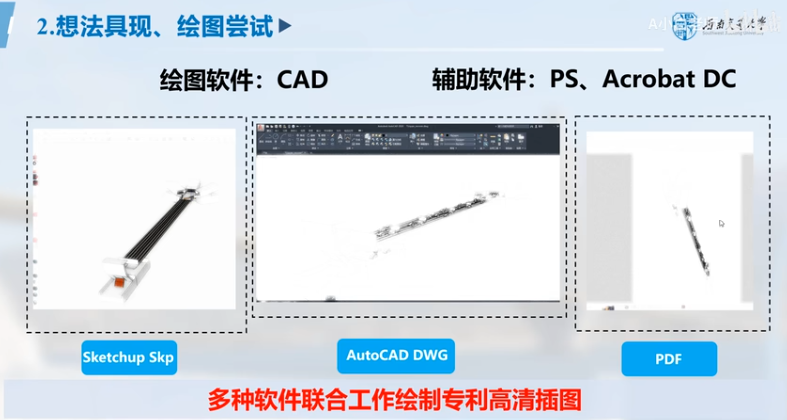 2.想法具现、绘图尝试
绘图软件：CAD
辅助软件：PS、Acrobat DC
Sketchup Skp
AutoCAD DWG
PDF
多种软件联合工作绘制专利高清插图